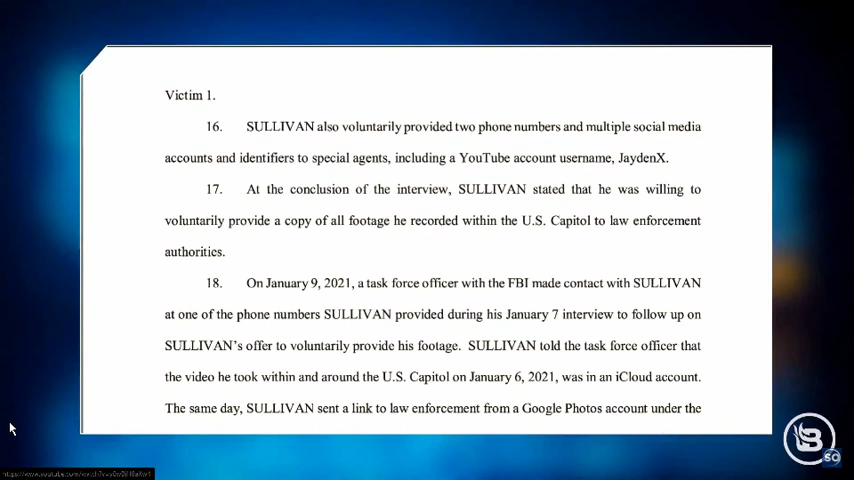 Victim 1.
16. SULLIVAN also voluntarily provided two phone numbers and multiple social media
accounts and identifiers to special agents, including a YouTube account username, JaydenX.
17. At the conclusion of the interview, SULLIVAN stated that he was willing to
voluntarily provide a copy of all footage he recorded within the U.S. Capitol to law enforcement
authorities.
18. On January 9, 2021, a task force officer with the FBI made contact with SULLIVAN
at one of the phone numbers SULLIVAN provided during his January 7 interview to follow up on
SULLIVAN's offer to voluntarily provide his footage. SULLIVAN told the task force officer that
the video he took within and around the U.S. Capitol on January 6, 2021, was in an iCloud account.
The same day, SULLIVAN sent a link to law enforcement from a Google Photos account under the
B
SO